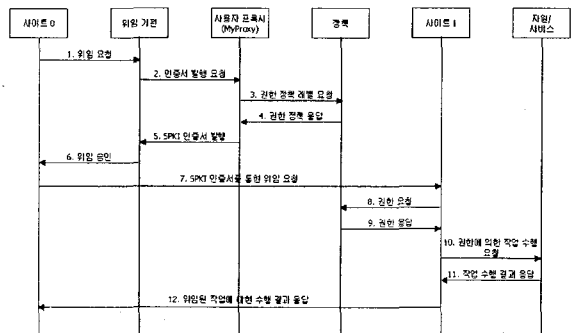 사이트 0
위임 기관
사용자 프록시
(MyProxy)
정책
사이트 1
자원/
서비스
1. 위임 요청
2. 인증서 발행 요청
3. 권한 정책 레벨 요청
4. 권한 정책 응답
5. SPKI 인증서 발행
6. 위임 승인
7. SPKI 인증서를 통한 위임 요청
8. 권한 요청
9. 권한 응답
10. 권한에 의한 작업 수행
요청
11. 작업 수행 결과 응답
12. 위임된 작업에 대한 수행 결과 응답